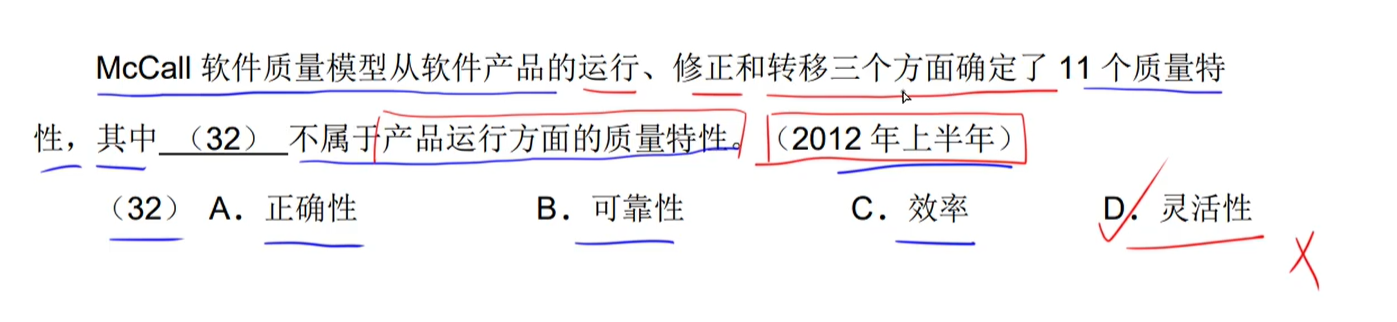 McCall 软件质量模型从软件产品的运行、修正和转移三个方面确定了 11 个质量特
性，其中 （32） 不属于产品运行方面的质量特性。（2012 年上半年）
（32） A．正确性 B．可靠性 C．效率 D．灵活性